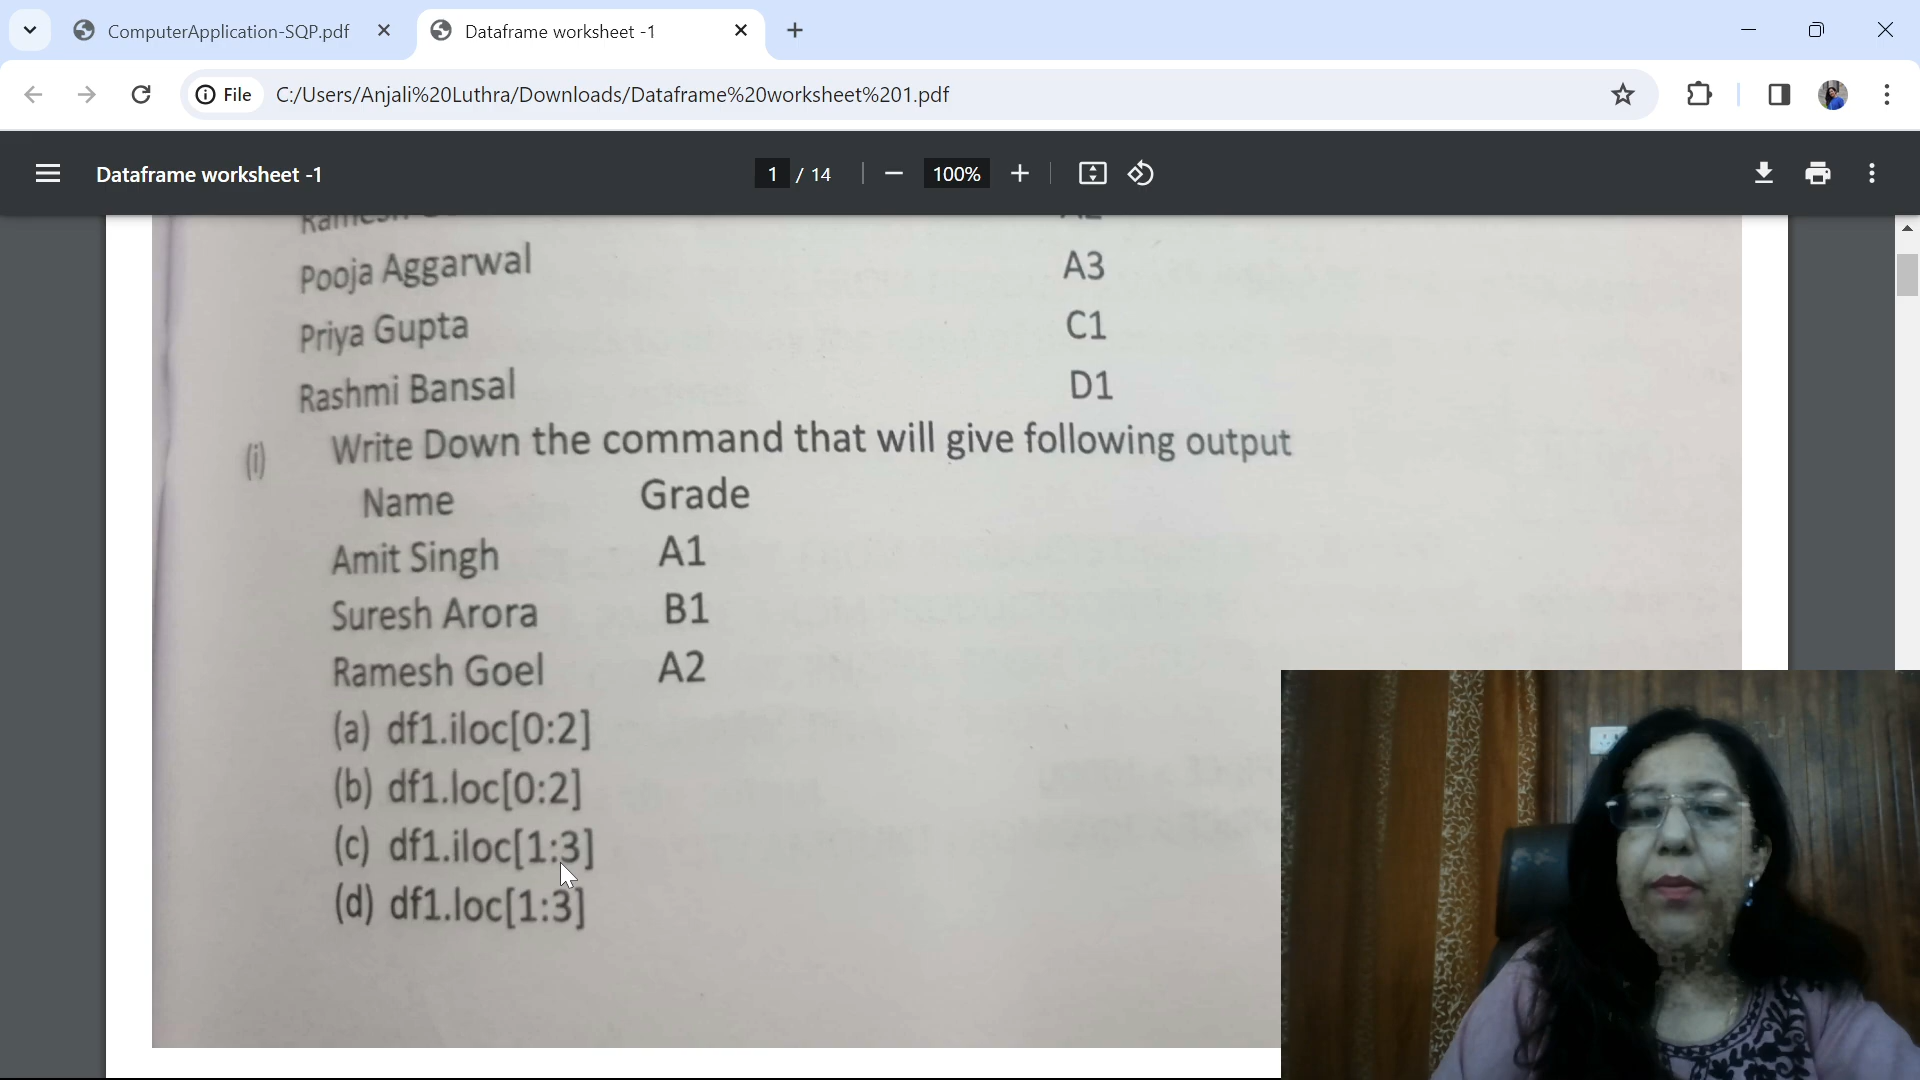 ComputerApplication-SQP.pdf
Dataframe worksheet -1
File
C:/Users/Anjali%20Luthra/Downloads/Dataframe%20worksheet%201.pdf
Dataframe worksheet -1
1 / 14
100%
Ramesh
A2
Pooja Aggarwal A3
Priya Gupta C1
Rashmi Bansal D1
(i) Write Down the command that will give following output
Name Grade
Amit Singh A1
Suresh Arora B1
Ramesh Goel A2
(a) df1.iloc[0:2]
(b) df1.loc[0:2]
(c) df1.iloc[1:3]
(d) df1.loc[1:3]